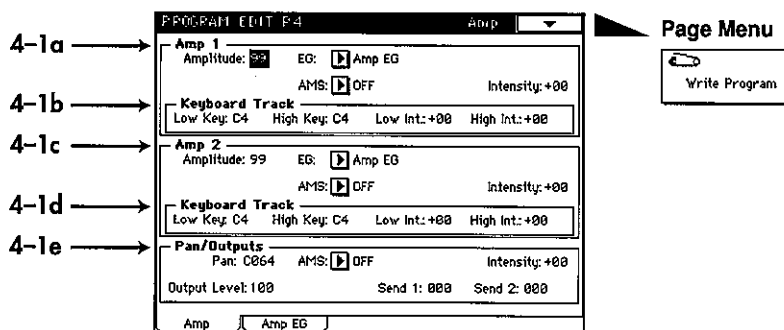 PROGRAM EDIT P4 Amp
Page Menu
Write Program
4-1a
Amp 1
Amplitude: 99 EG: Amp EG
AMS: OFF Intensity: +00
4-1b
Keyboard Track
Low Key: C4 High Key: C4 Low Int.: +00 High Int.: +00
4-1c
Amp 2
Amplitude: 99 EG: Amp EG
AMS: OFF Intensity: +00
4-1d
Keyboard Track
Low Key: C4 High Key: C4 Low Int.: +00 High Int.: +00
4-1e
Pan/Outputs
Pan: C064 AMS: OFF Intensity: +00
Output Level: 100 Send 1: 000 Send 2: 000
Amp Amp EG